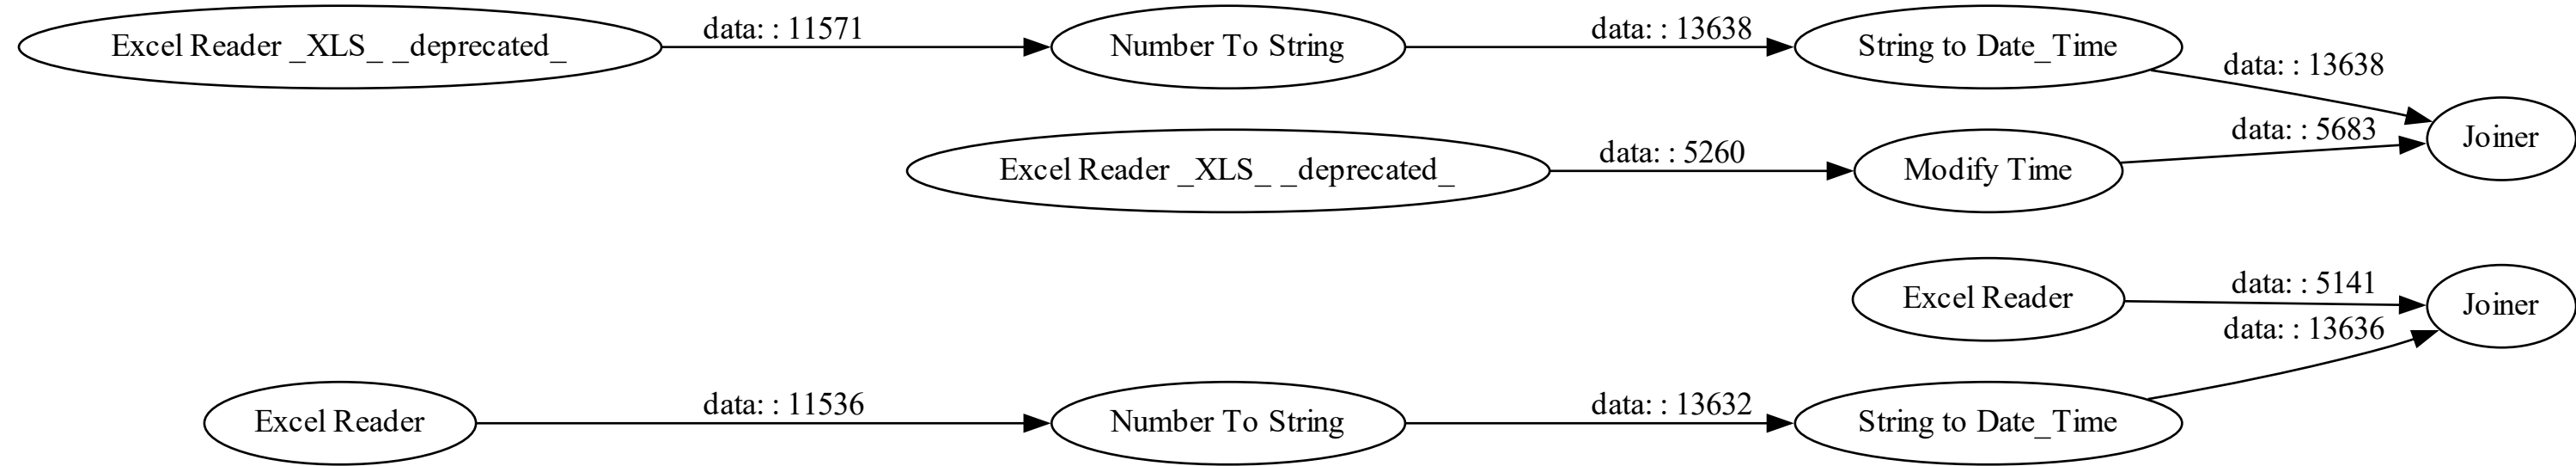 Excel Reader _XLS_ _deprecated_
data: : 11571
Number To String
data: : 13638
String to Date_Time
data: : 13638
Excel Reader _XLS_ _deprecated_
data: : 5260
Modify Time
data: : 5683
Joiner
Excel Reader
data: : 5141
Joiner
Excel Reader
data: : 11536
Number To String
data: : 13632
String to Date_Time
data: : 13636